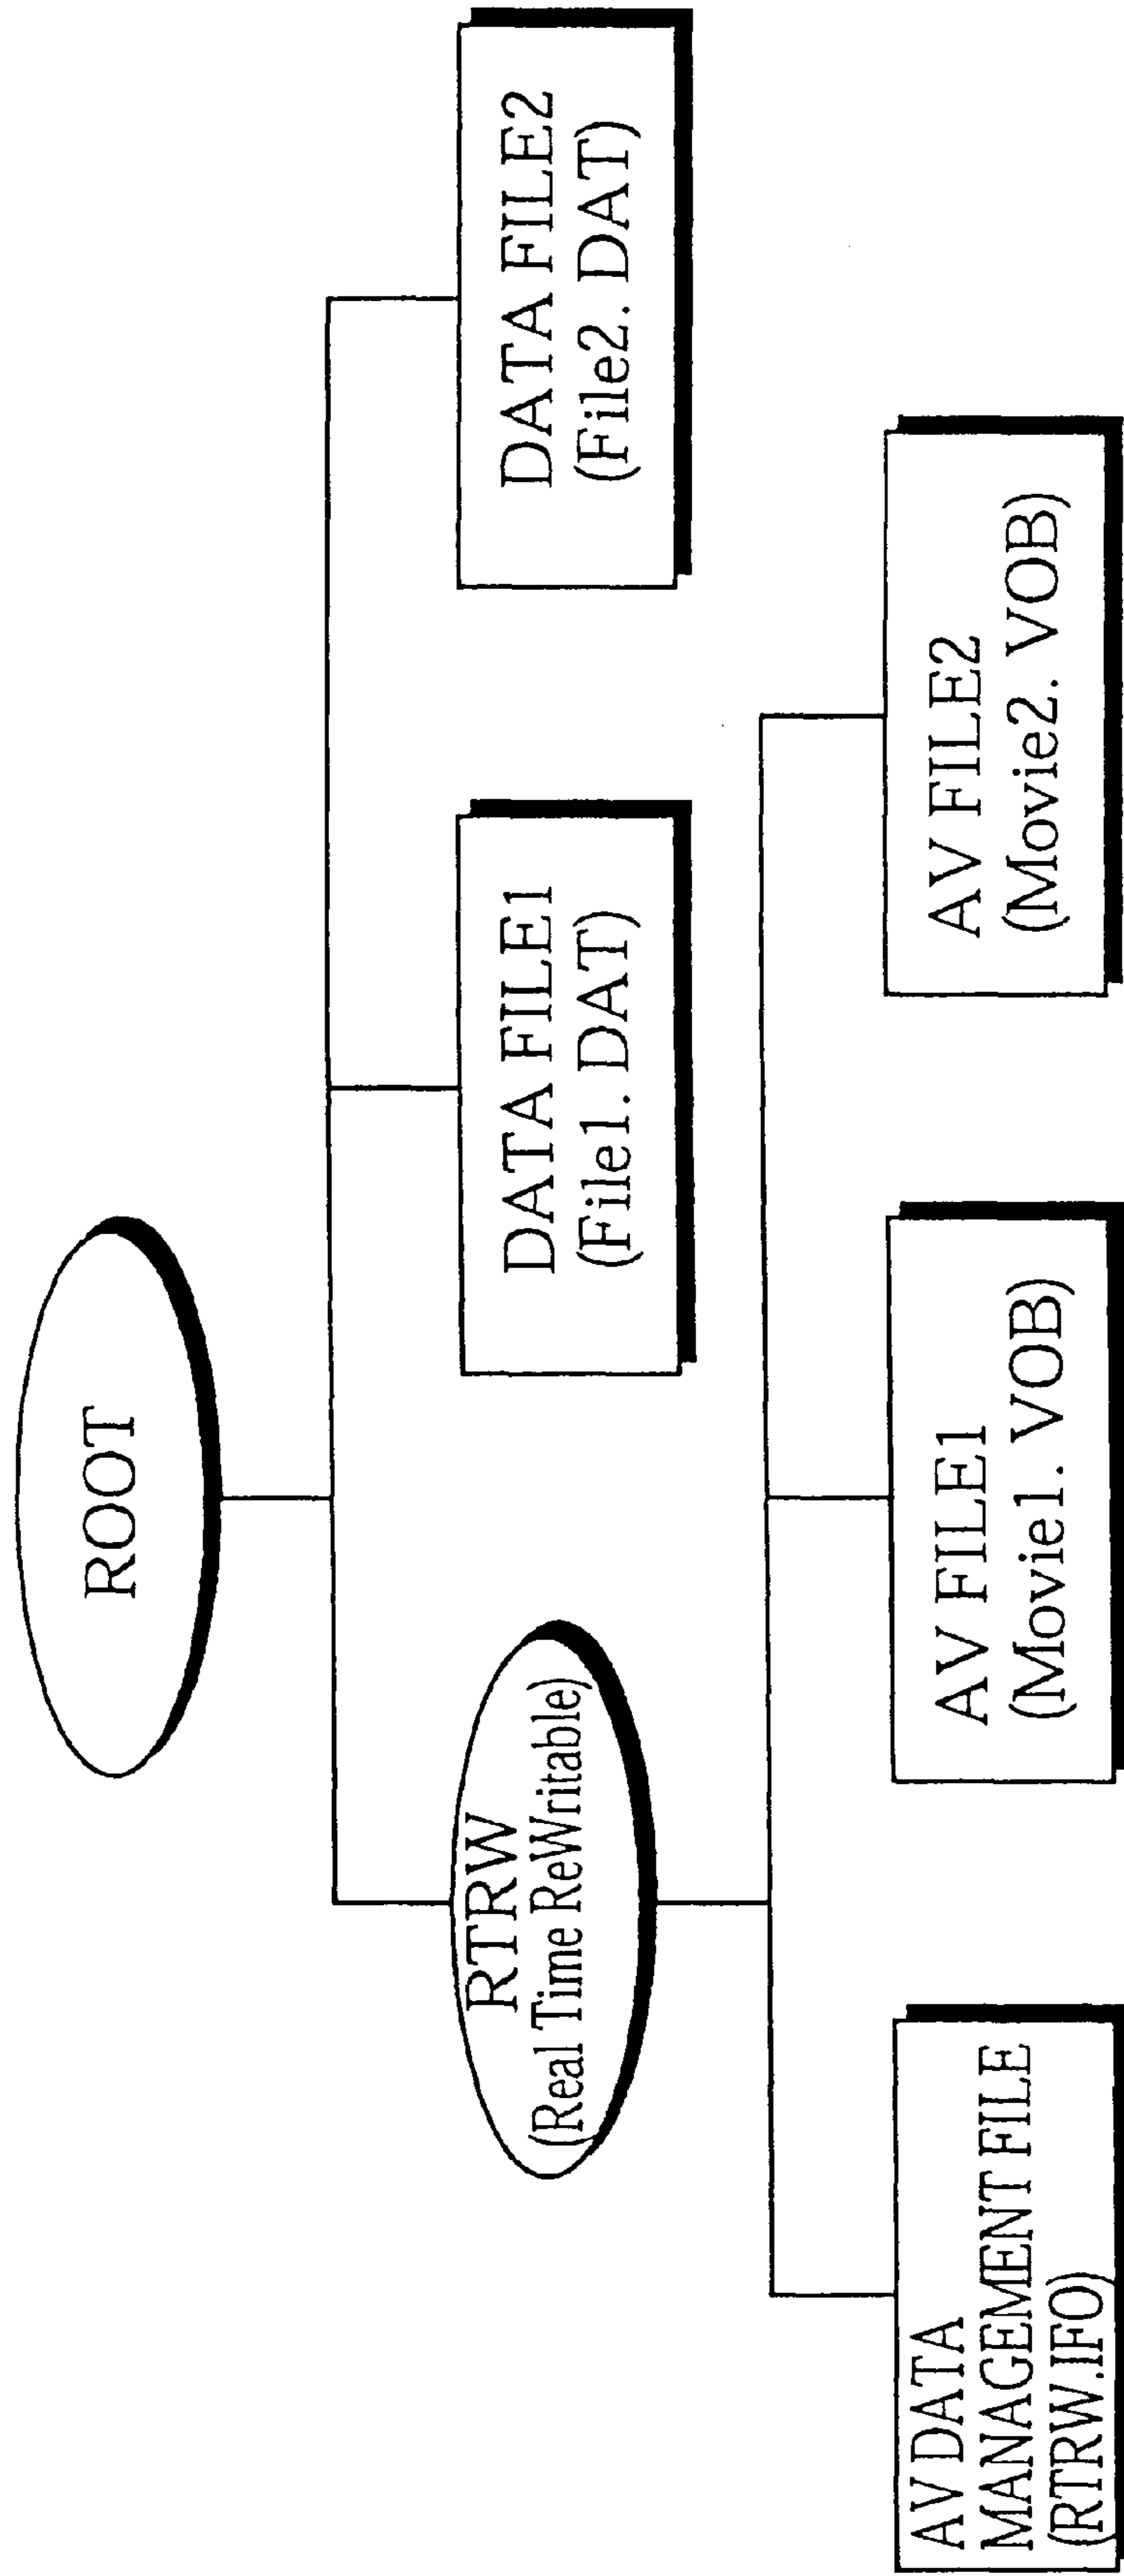 ROOT
RTRW
(Real Time ReWritable)
DATA FILE1
(File1. DAT)
DATA FILE2
(File2. DAT)
AV DATA
MANAGEMENT FILE
(RTRW.IFO)
AV FILE1
(Movie1. VOB)
AV FILE2
(Movie2. VOB)